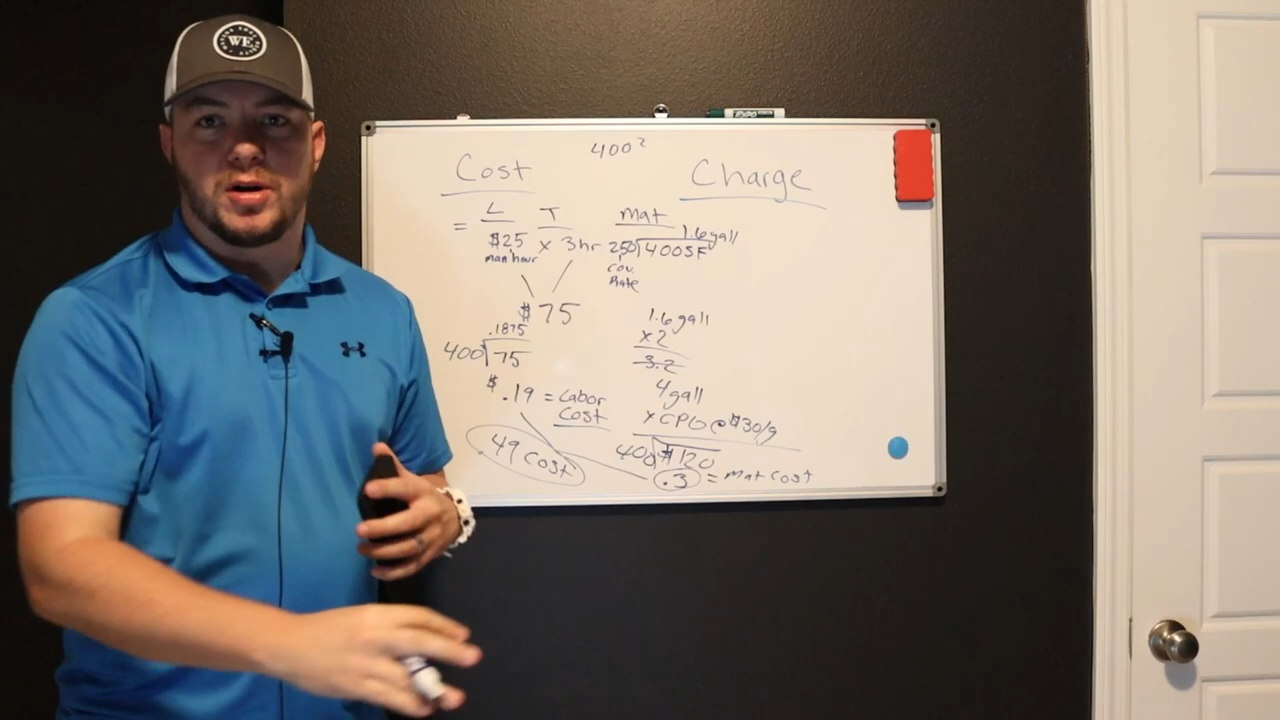 WE
EXPO
400²
Cost
Charge
L T Mat
= $25 x 3hr
man hour
1.6gall
250 400SF
cov.
Rate
$75
.1875
400 75
$.19 = Labor
Cost
49 Cost
1.6gall
x2
3.2
4gall
x CPG @ $30/g
400 $120
.3 = Mat Cost